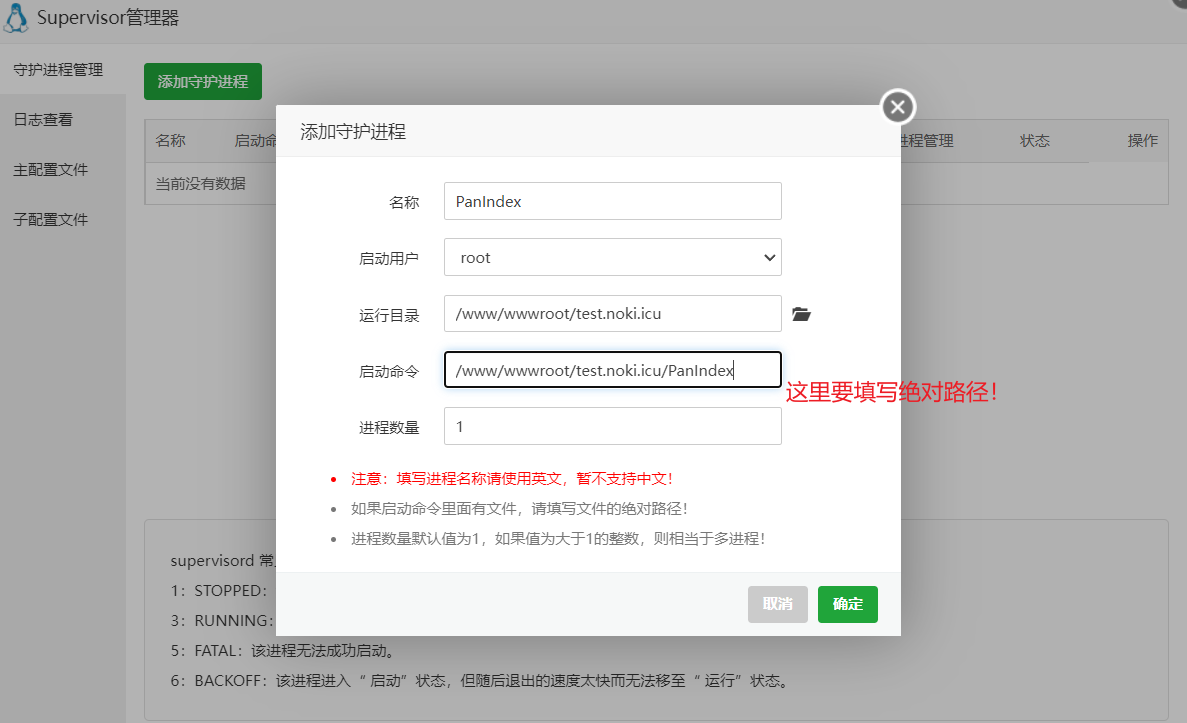 Supervisor管理器
守护进程管理
日志查看
主配置文件
子配置文件
添加守护进程
名称 启动命 进程管理 状态 操作
当前没有数据
添加守护进程
名称 PanIndex
启动用户 root
运行目录 /www/wwwroot/test.noki.icu
启动命令 /www/wwwroot/test.noki.icu/PanIndex
这里要填写绝对路径！
进程数量 1
注意：填写进程名称请使用英文，暂不支持中文！
如果启动命令里面有文件，请填写文件的绝对路径！
进程数量默认值为1，如果值为大于1的整数，则相当于多进程！
取消 确定
supervisord 常
1：STOPPED：
3：RUNNING：
5：FATAL：该进程无法成功启动。
6：BACKOFF：该进程进入“ 启动”状态，但随后退出的速度太快而无法移至“ 运行”状态。